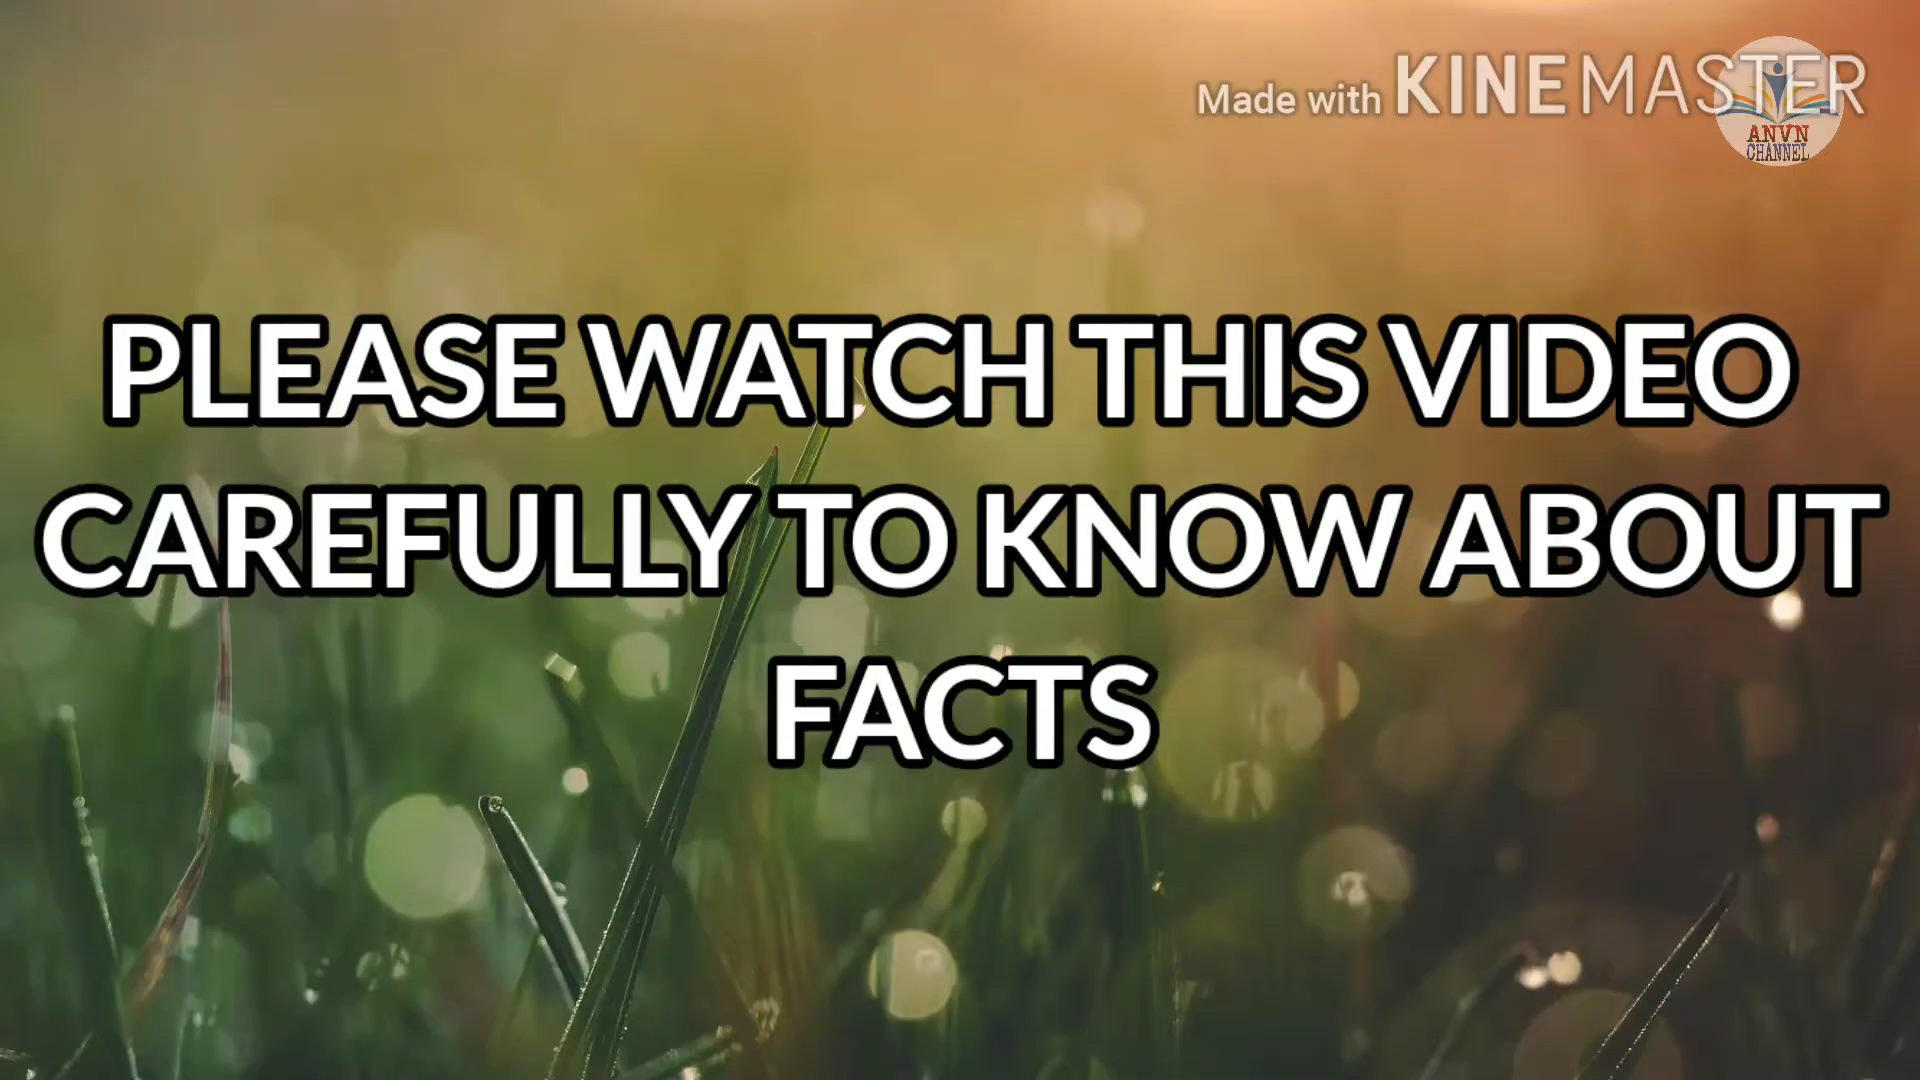 Made with KINEMASTER
ANVN
CHANNEL
PLEASE WATCH THIS VIDEO
CAREFULLY TO KNOW ABOUT
FACTS